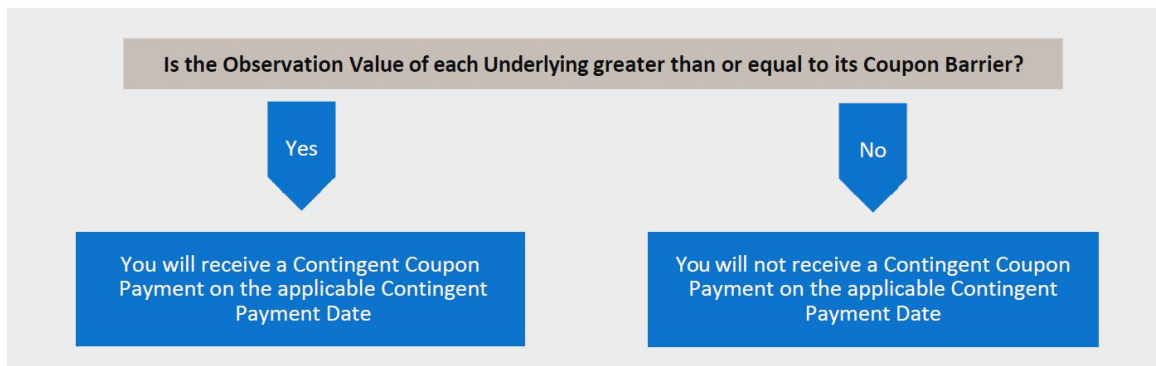 Is the Observation Value of each Underlying greater than or equal to its Coupon Barrier?
Yes
No
You will receive a Contingent Coupon
Payment on the applicable Contingent
Payment Date
You will not receive a Contingent Coupon
Payment on the applicable Contingent
Payment Date